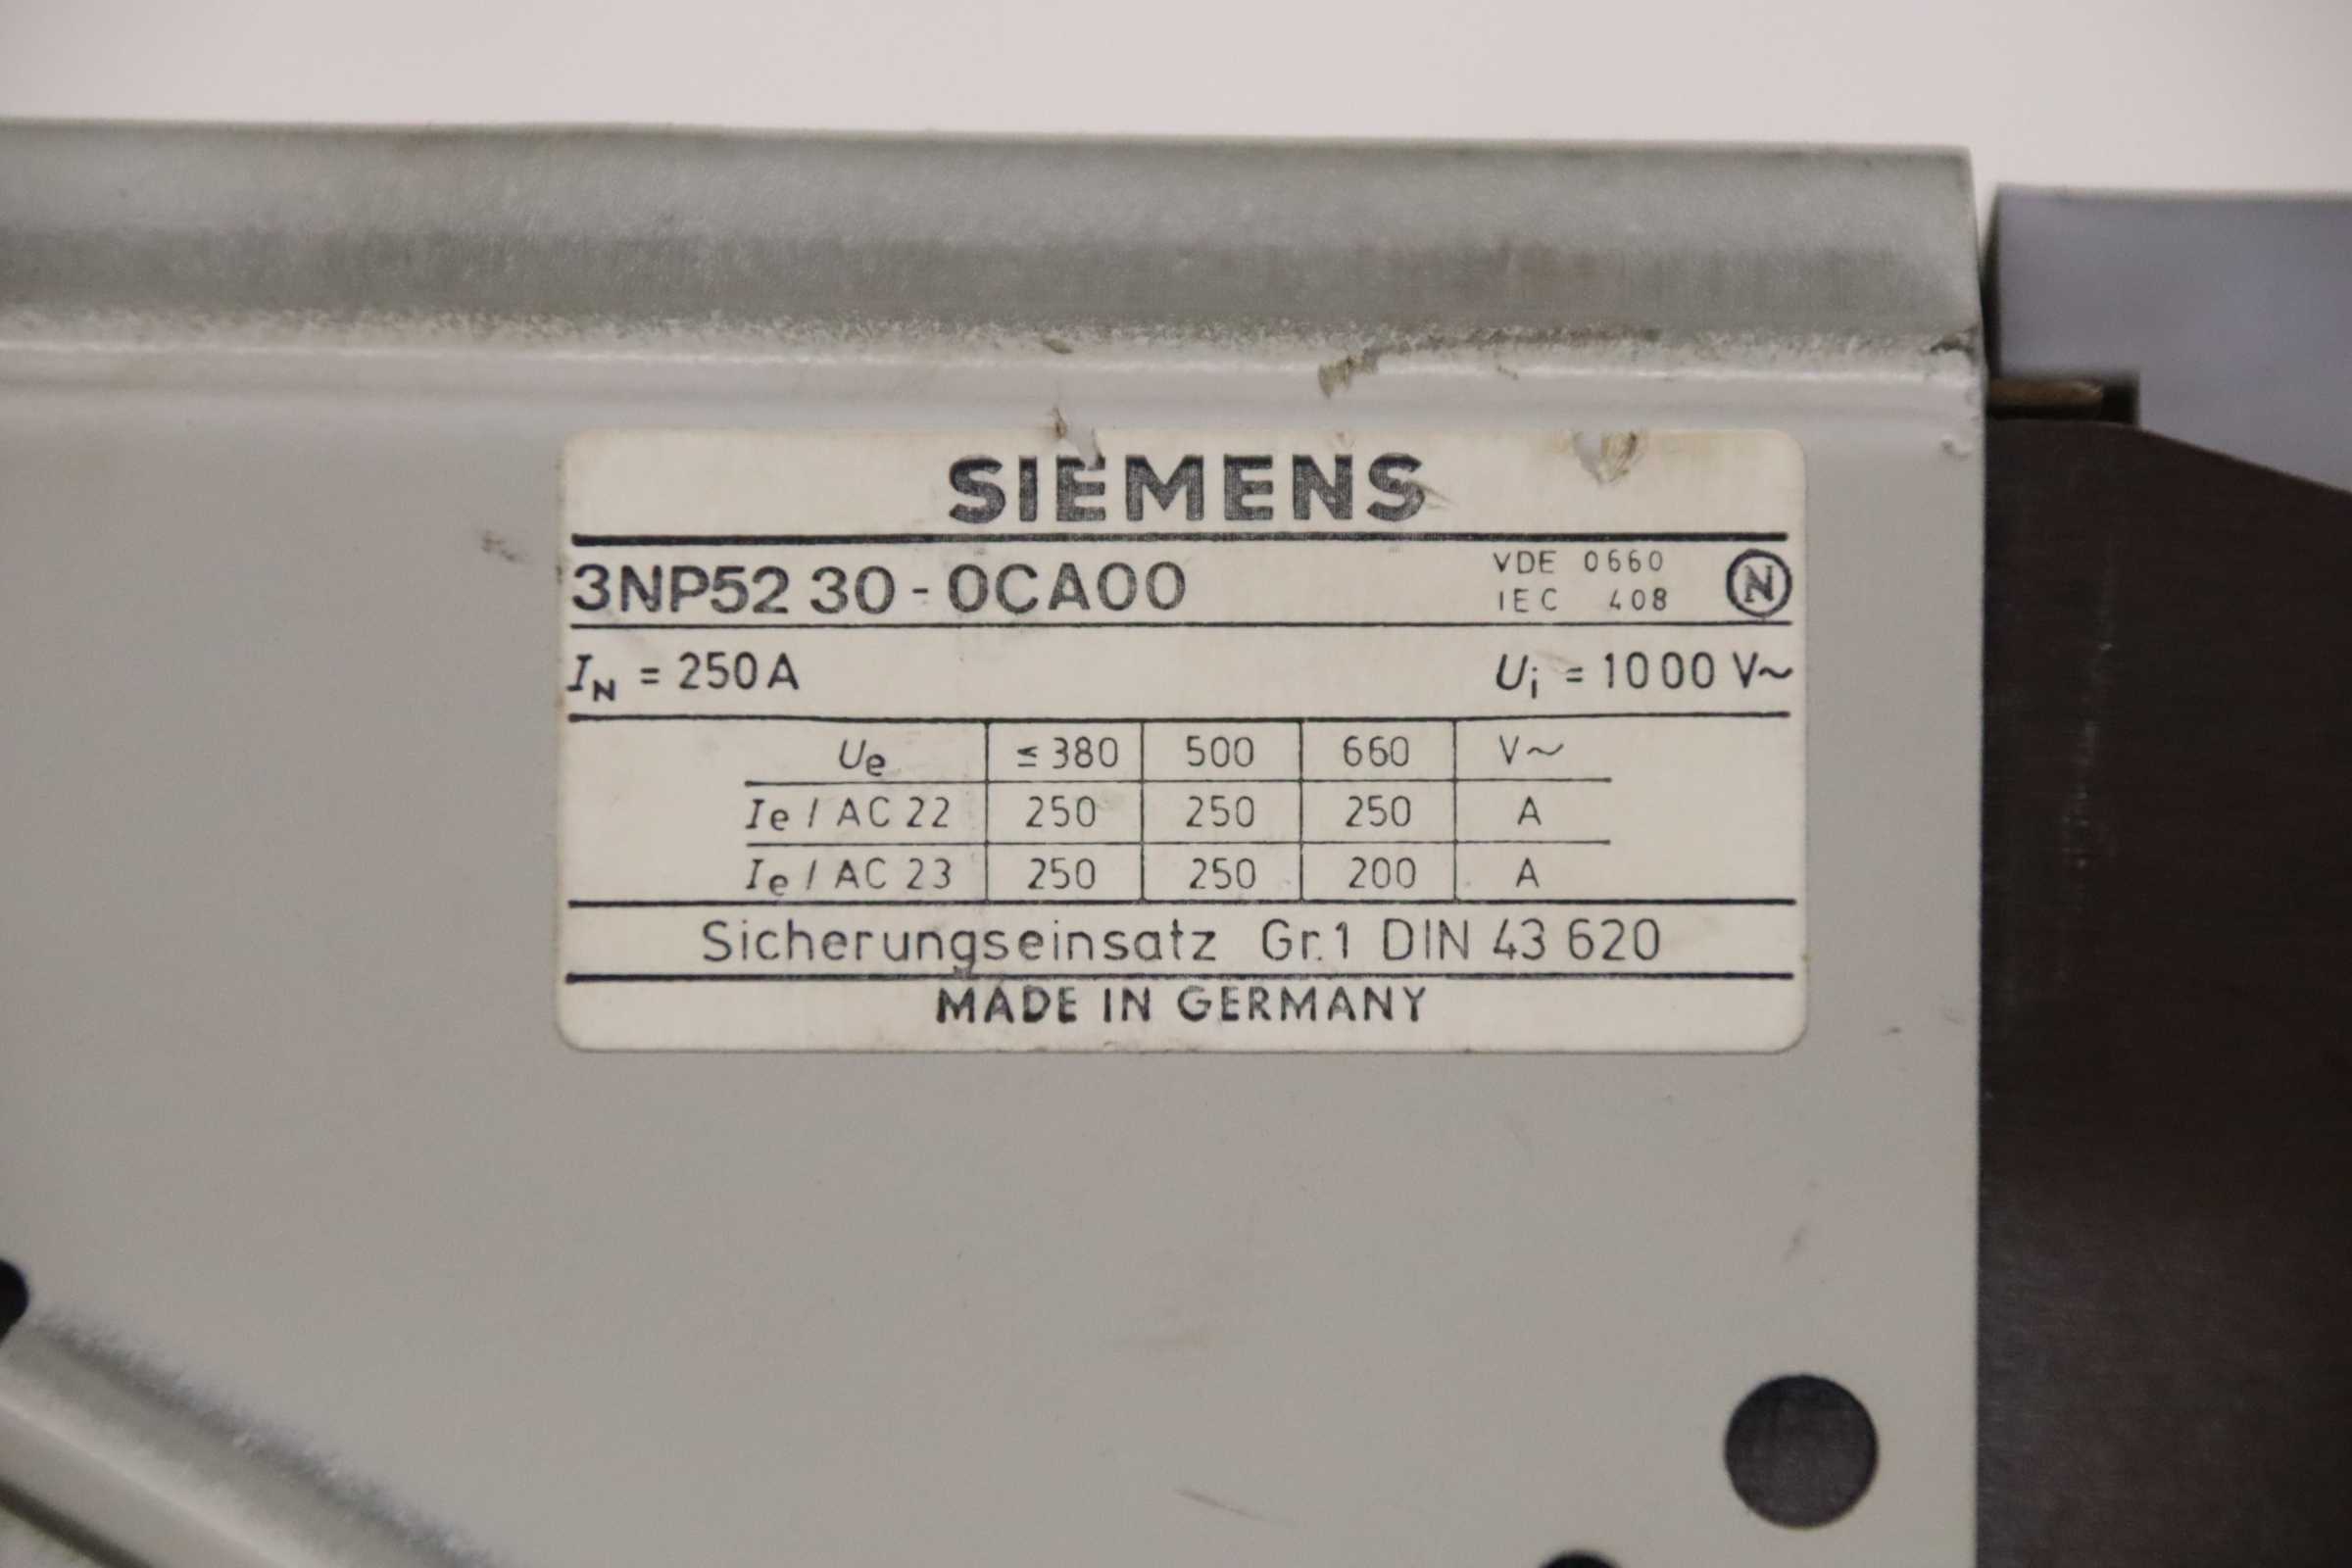 SIEMENS
3NP52 30-0CA00
VDE 0660
IEC 408
N
IN = 250A
Ui = 1000 V~
Ue ≤ 380 500 660 V~
Ie / AC 22 250 250 250 A
Ie / AC 23 250 250 200 A
Sicherungseinsatz Gr.1 DIN 43 620
MADE IN GERMANY